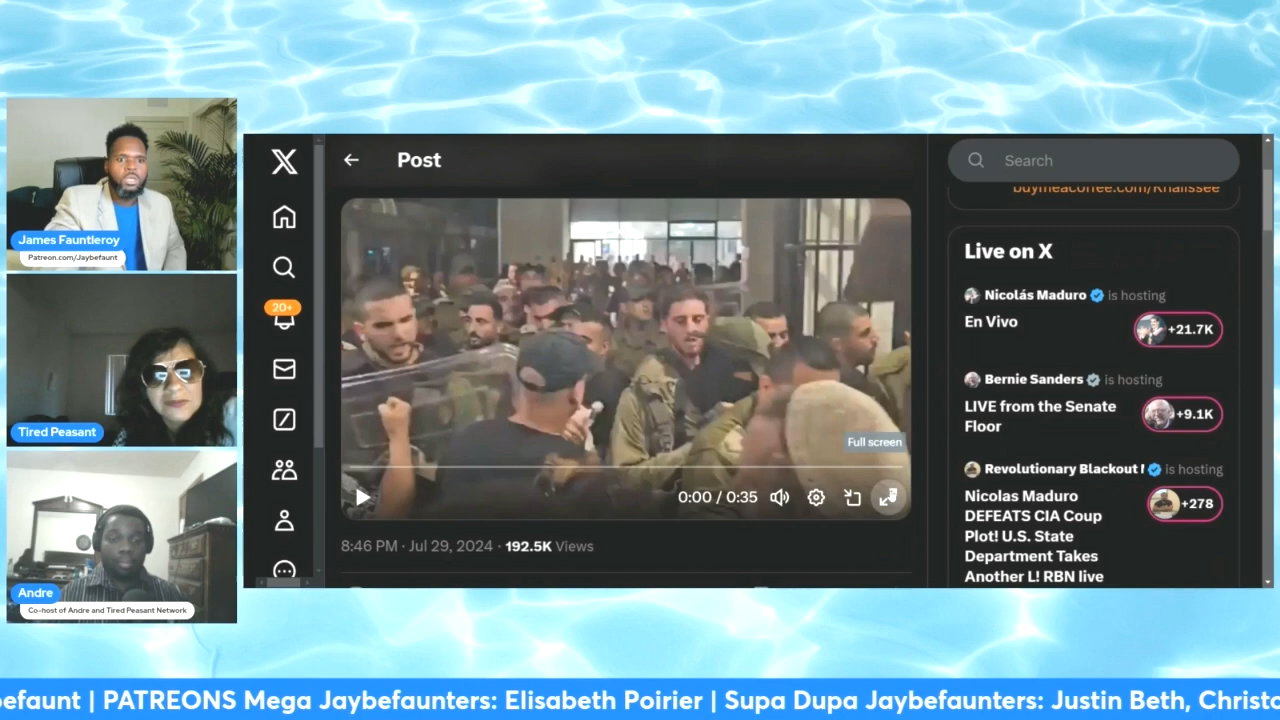 James Fauntleroy
Patreon.com/Jaybefaunt
Tired Peasant
Andre
Co-host of Andre and Tired Peasant Network
X
20+
Post
Full screen
0:00 / 0:35
8:46 PM · Jul 29, 2024 · 192.5K Views
Search
buymeacoffee.com/Khalissee
Live on X
Nicolás Maduro is hosting
En Vivo
+21.7K
Bernie Sanders is hosting
LIVE from the Senate
Floor
+9.1K
Revolutionary Blackout is hosting
Nicolas Maduro
DEFEATS CIA Coup
Plot! U.S. State
Department Takes
Another L! RBN live
+278
efaunt | PATREONS Mega Jaybefaunters: Elisabeth Poirier | Supa Dupa Jaybefaunters: Justin Beth, Christo